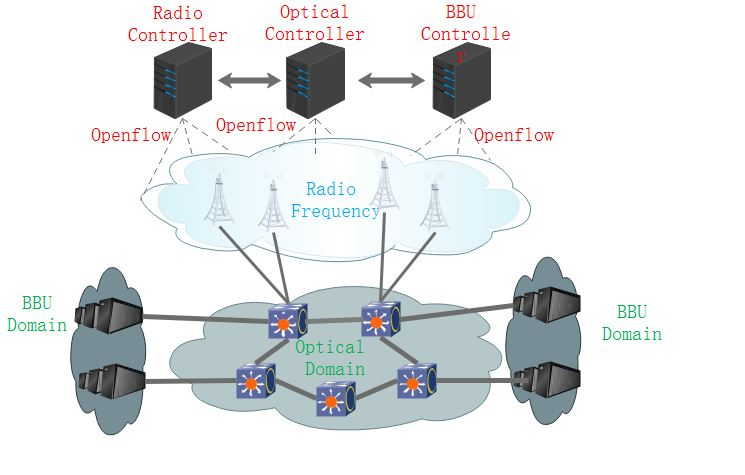 Radio
Controller
Optical
Controller
BBU
Controlle
r
Openflow
Openflow
Openflow
Radio
Frequency
BBU
Domain
BBU
Domain
Optical
Domain